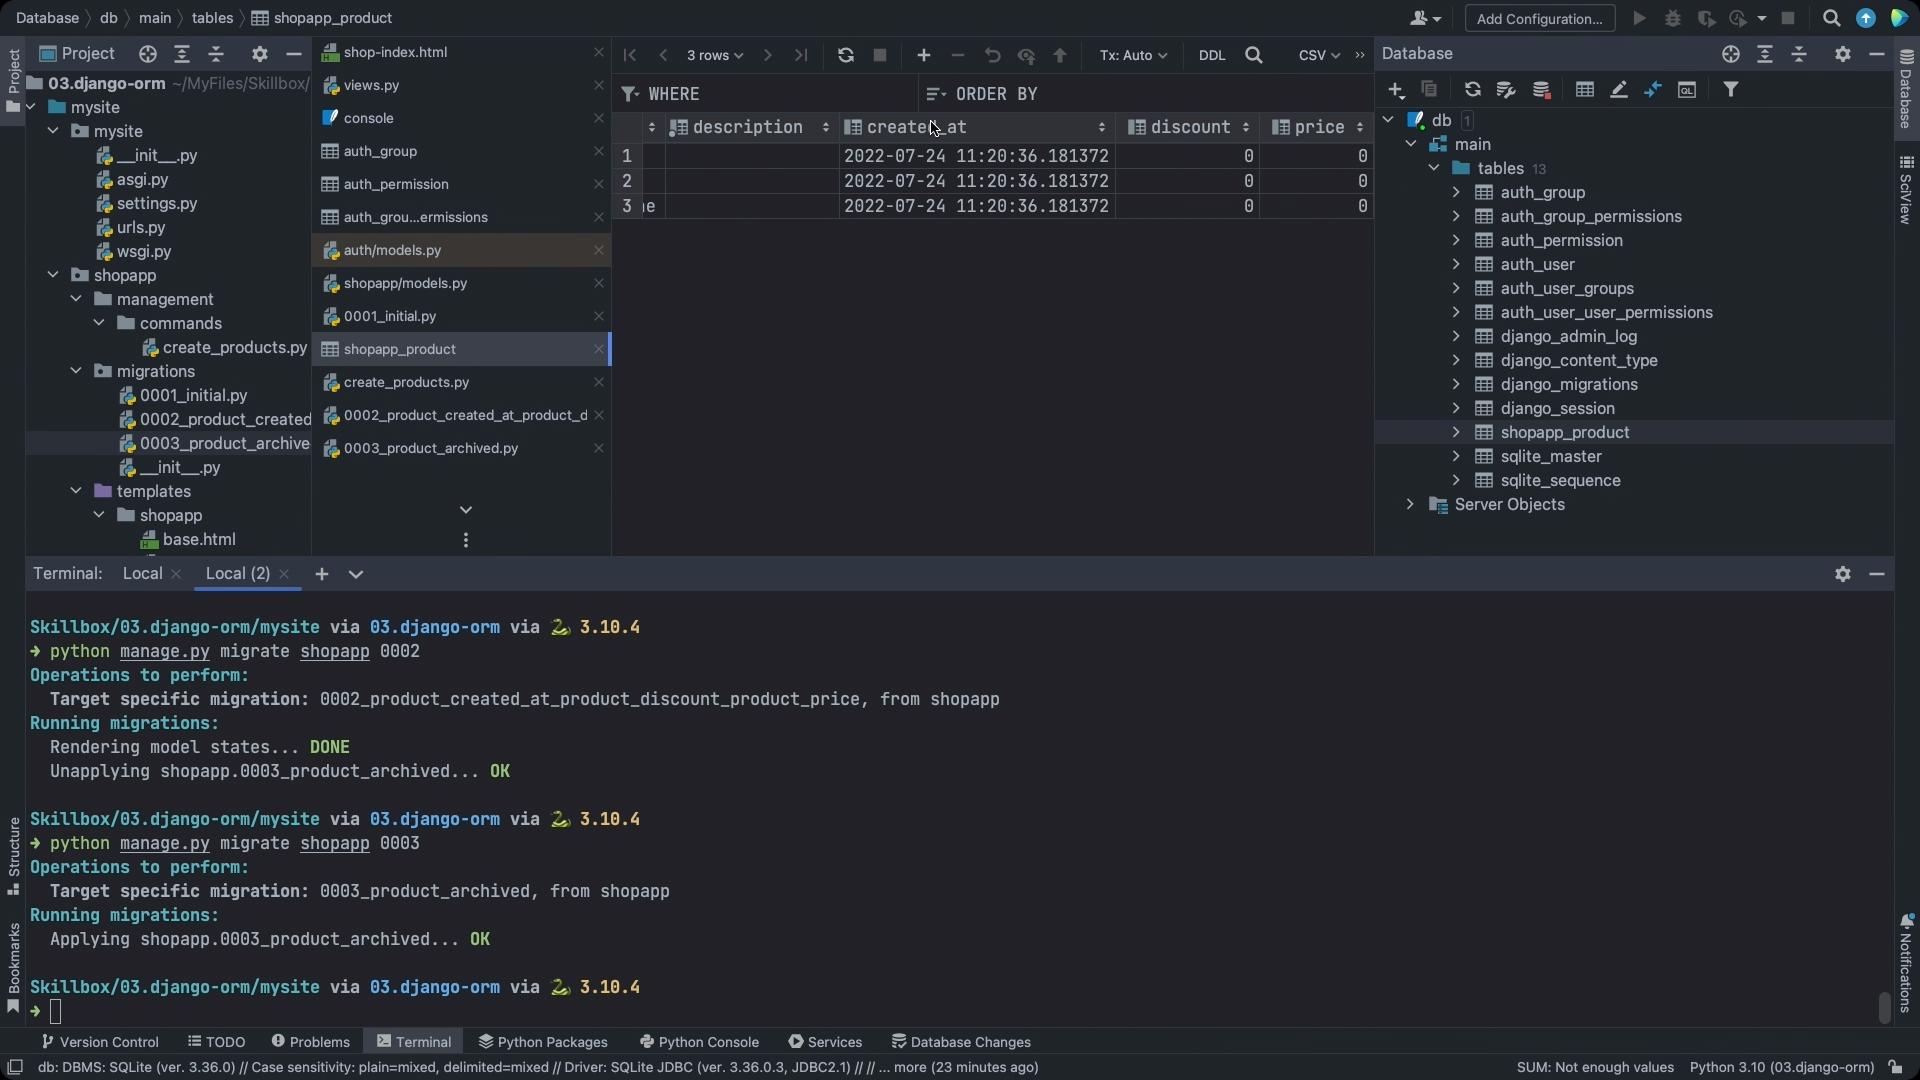 Database db main tables shopapp_product
Add Configuration...
Project
Project
03.django-orm ~/MyFiles/Skillbox/
mysite
mysite
__init__.py
asgi.py
settings.py
urls.py
wsgi.py
shopapp
management
commands
create_products.py
migrations
0001_initial.py
0002_product_created
0003_product_archive
__init__.py
templates
shopapp
base.html
shop-index.html
views.py
console
auth_group
auth_permission
auth_grou...ermissions
auth/models.py
shopapp/models.py
0001_initial.py
shopapp_product
create_products.py
0002_product_created_at_product_d
0003_product_archived.py
3 rows Tx: Auto DDL CSV
WHERE ORDER BY
description created_at discount price
1 2022-07-24 11:20:36.181372 0 0
2 2022-07-24 11:20:36.181372 0 0
3 2022-07-24 11:20:36.181372 0 0
Database
db 1
main
tables 13
auth_group
auth_group_permissions
auth_permission
auth_user
auth_user_groups
auth_user_user_permissions
django_admin_log
django_content_type
django_migrations
django_session
shopapp_product
sqlite_master
sqlite_sequence
Server Objects
Database
SciView
Notifications
Terminal: Local Local (2)
Skillbox/03.django-orm/mysite via 03.django-orm via 🐍 3.10.4
➜ python manage.py migrate shopapp 0002
Operations to perform:
Target specific migration: 0002_product_created_at_product_discount_product_price, from shopapp
Running migrations:
Rendering model states... DONE
Unapplying shopapp.0003_product_archived... OK
Skillbox/03.django-orm/mysite via 03.django-orm via 🐍 3.10.4
➜ python manage.py migrate shopapp 0003
Operations to perform:
Target specific migration: 0003_product_archived, from shopapp
Running migrations:
Applying shopapp.0003_product_archived... OK
Skillbox/03.django-orm/mysite via 03.django-orm via 🐍 3.10.4
➜
Structure
Bookmarks
Version Control TODO Problems Terminal Python Packages Python Console Services Database Changes
db: DBMS: SQLite (ver. 3.36.0) // Case sensitivity: plain=mixed, delimited=mixed // Driver: SQLite JDBC (ver. 3.36.0.3, JDBC2.1) // // ... more (23 minutes ago) SUM: Not enough values Python 3.10 (03.django-orm)